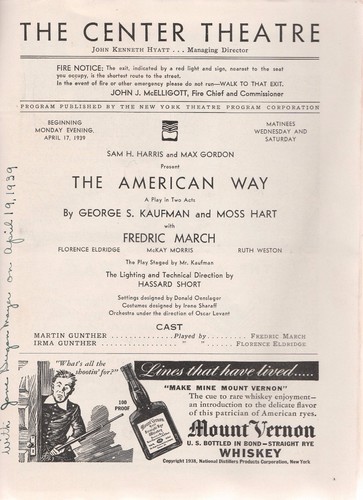 THE CENTER THEATRE
JOHN KENNETH HYATT . . . Managing Director
FIRE NOTICE: The exit, indicated by a red light and sign, nearest to the seat
you occupy, is the shortest route to the street.
In the event of fire or other emergency please do not run—WALK TO THAT EXIT.
JOHN J. McELLIGOTT, Fire Chief and Commissioner
PROGRAM PUBLISHED BY THE NEW YORK THEATRE PROGRAM CORPORATION
BEGINNING
MONDAY EVENING,
APRIL 17, 1939
MATINEES
WEDNESDAY AND
SATURDAY
SAM H. HARRIS and MAX GORDON
Present
THE AMERICAN WAY
A Play in Two Acts
By GEORGE S. KAUFMAN and MOSS HART
with
FREDRIC MARCH
FLORENCE ELDRIDGE McKAY MORRIS RUTH WESTON
The Play Staged by Mr. Kaufman
The Lighting and Technical Direction by
HASSARD SHORT
Settings designed by Donald Oenslager
Costumes designed by Irene Sharaff
Orchestra under the direction of Oscar Levant
CAST
MARTIN GUNTHER . . . . . . . . . . . . . Played by . . . . . . . . . FREDRIC MARCH
IRMA GUNTHER . . . . . . . . . . . . . . . " " . . . . . . . . . FLORENCE ELDRIDGE
With Jane on April 19, 1939
"What's all the
shootin' for?"
100
PROOF
Lines that have lived.....
"MAKE MINE MOUNT VERNON"
The cue to rare whiskey enjoyment—
an introduction to the delicate flavor
of this patrician of American ryes.
Mount Vernon
U. S. BOTTLED IN BOND—STRAIGHT RYE
WHISKEY
Copyright 1938, National Distillers Products Corporation, New York